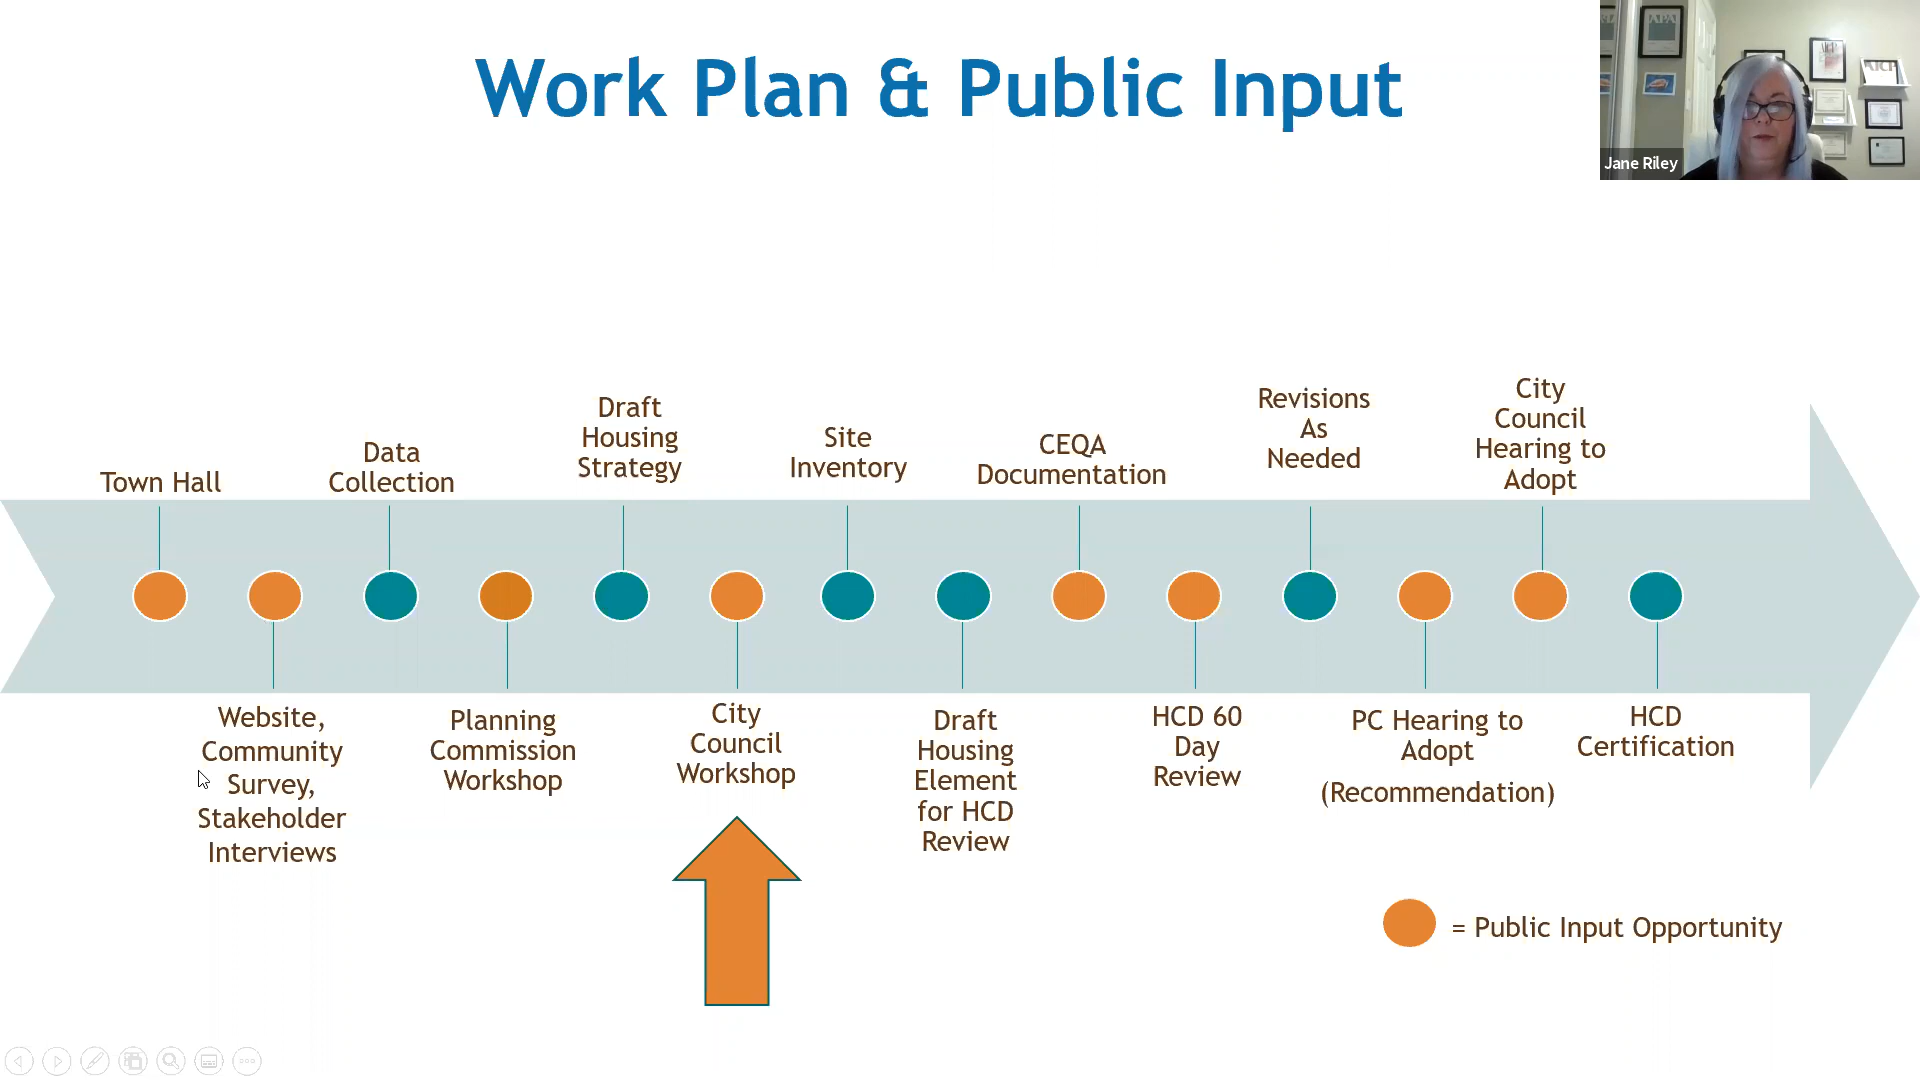 Work Plan & Public Input
APA
AICP
Jane Riley
Town Hall
Website,
Community
Survey,
Stakeholder
Interviews
Data
Collection
Planning
Commission
Workshop
Draft
Housing
Strategy
City
Council
Workshop
Site
Inventory
Draft
Housing
Element
for HCD
Review
CEQA
Documentation
HCD 60
Day
Review
Revisions
As
Needed
PC Hearing to
Adopt
(Recommendation)
City
Council
Hearing to
Adopt
HCD
Certification
= Public Input Opportunity